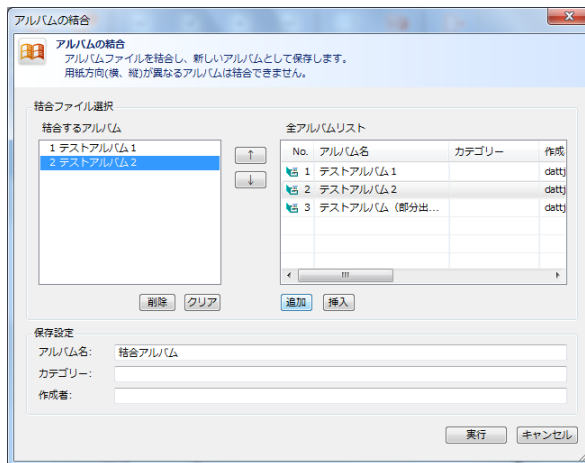 アルバムの結合
アルバムの結合
アルバムファイルを結合し、新しいアルバムとして保存します。
用紙方向(横、縦)が異なるアルバムは結合できません。
結合ファイル選択
結合するアルバム
1 テストアルバム1
2 テストアルバム2
↑
↓
削除
クリア
全アルバムリスト
No. アルバム名 カテゴリー 作成
1 テストアルバム1 dattj
2 テストアルバム2 dattj
3 テストアルバム（部分出... dattj
追加
挿入
保存設定
アルバム名: 結合アルバム
カテゴリー:
作成者:
実行
キャンセル